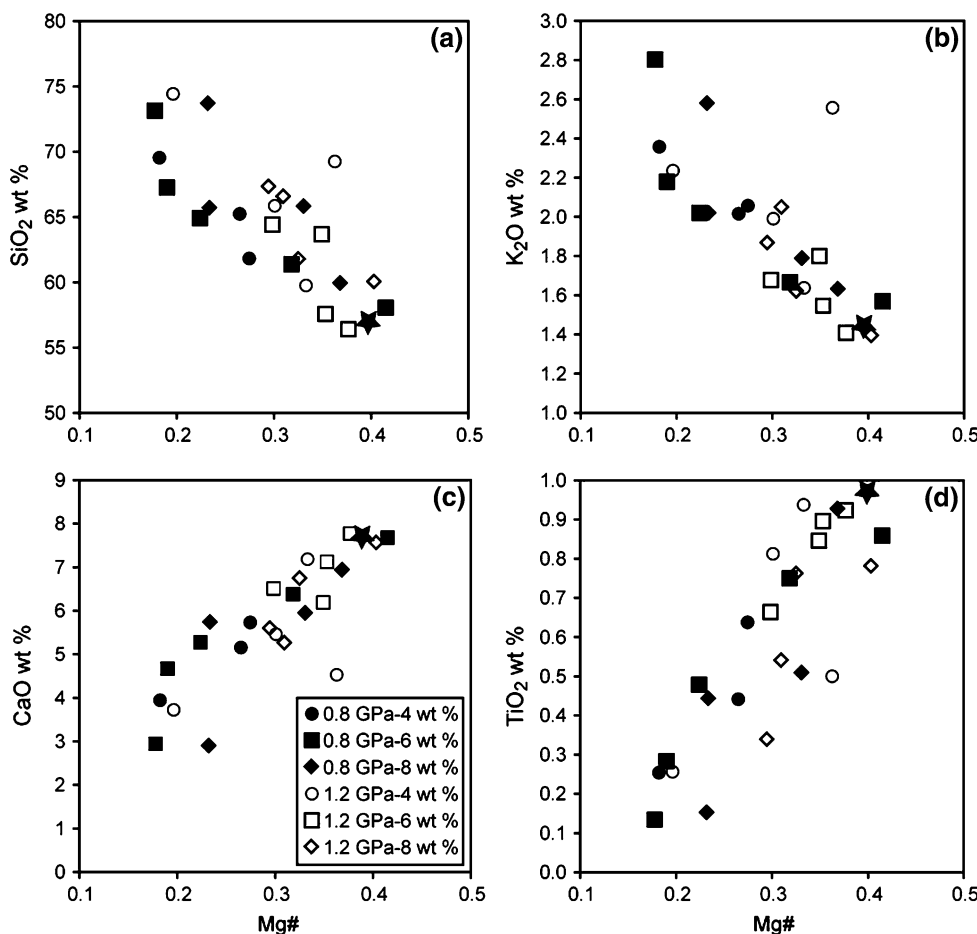 (a)
SiO2 wt %
80
75
70
65
60
55
50
0.1 0.2 0.3 0.4 0.5
(b)
K2O wt %
3.0
2.8
2.6
2.4
2.2
2.0
1.8
1.6
1.4
1.2
1.0
0.1 0.2 0.3 0.4 0.5
(c)
CaO wt %
9
8
7
6
5
4
3
2
1
0
0.8 GPa-4 wt %
0.8 GPa-6 wt %
0.8 GPa-8 wt %
1.2 GPa-4 wt %
1.2 GPa-6 wt %
1.2 GPa-8 wt %
0.1 0.2 0.3 0.4 0.5
Mg#
(d)
TiO2 wt %
1.0
0.9
0.8
0.7
0.6
0.5
0.4
0.3
0.2
0.1
0.0
0.1 0.2 0.3 0.4 0.5
Mg#